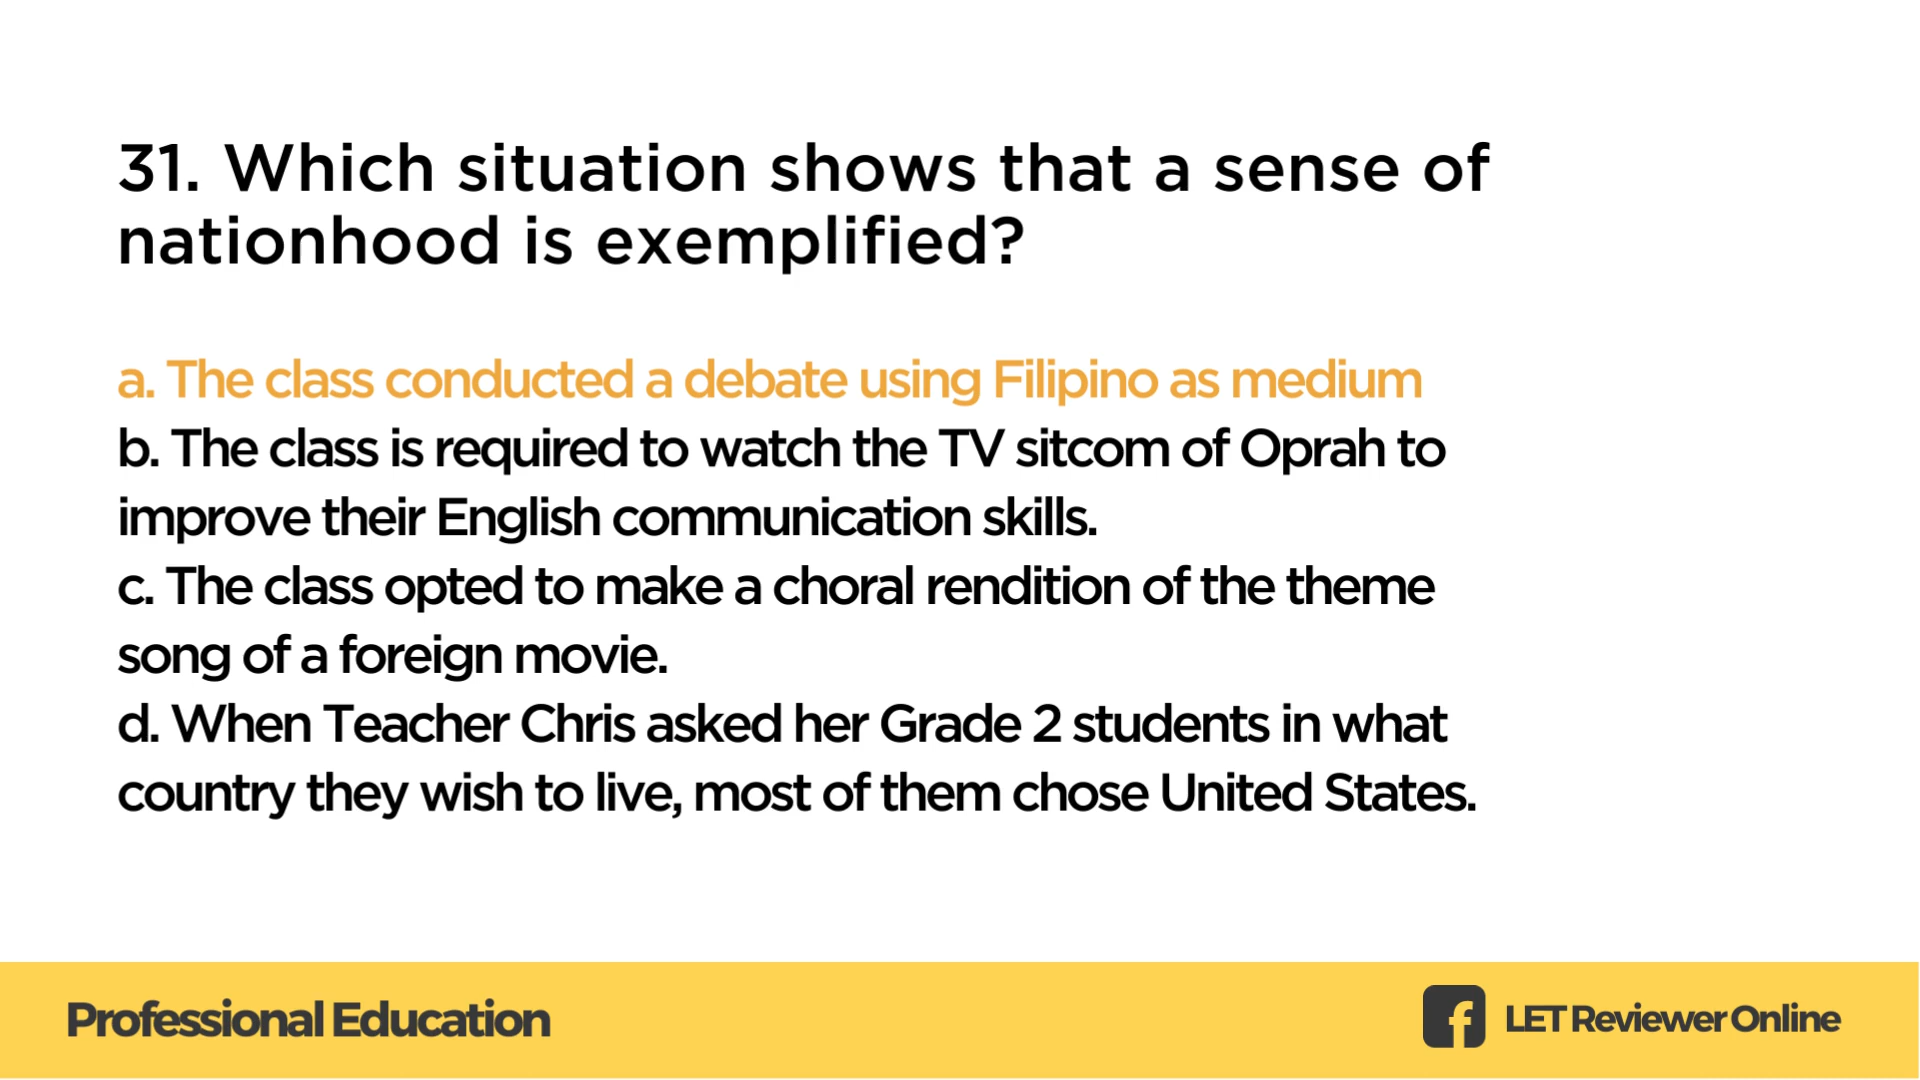 31. Which situation shows that a sense of
nationhood is exemplified?
a. The class conducted a debate using Filipino as medium
b. The class is required to watch the TV sitcom of Oprah to
improve their English communication skills.
c. The class opted to make a choral rendition of the theme
song of a foreign movie.
d. When Teacher Chris asked her Grade 2 students in what
country they wish to live, most of them chose United States.
Professional Education
LET Reviewer Online